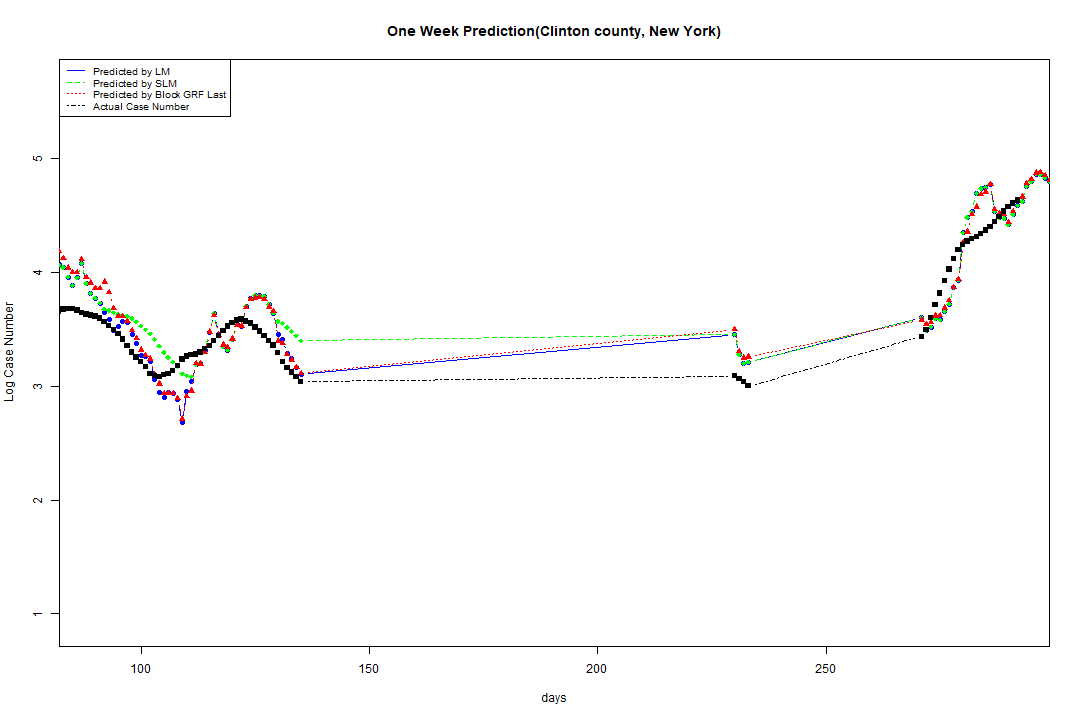 One Week Prediction(Clinton county, New York)
Predicted by LM
Predicted by SLM
Predicted by Block GRF Last
Actual Case Number
5
4
3
2
1
Log Case Number
100
150
200
250
days